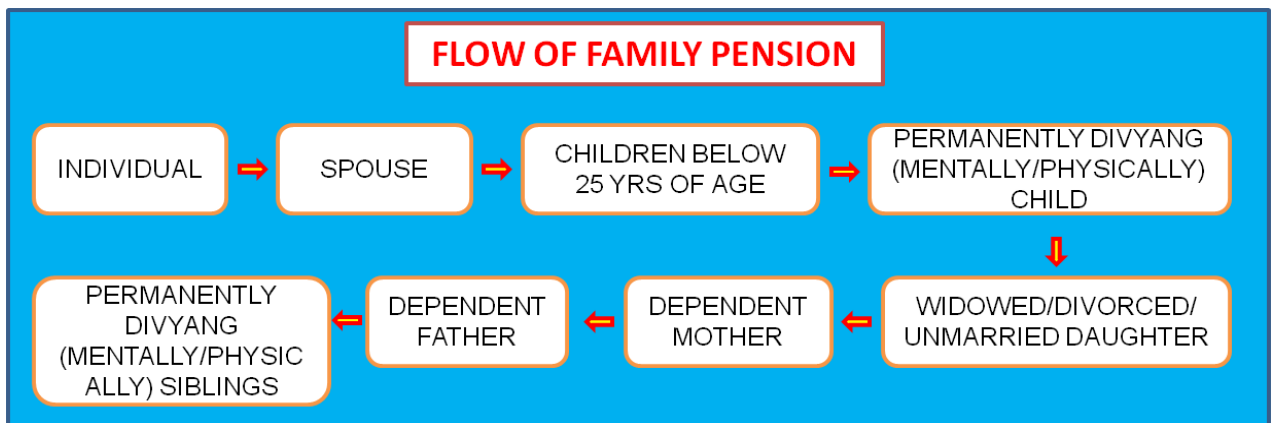 FLOW OF FAMILY PENSION
INDIVIDUAL
SPOUSE
CHILDREN BELOW
25 YRS OF AGE
PERMANENTLY DIVYANG
(MENTALLY/PHYSICALLY)
CHILD
WIDOWED/DIVORCED/
UNMARRIED DAUGHTER
DEPENDENT
MOTHER
DEPENDENT
FATHER
PERMANENTLY
DIVYANG
(MENTALLY/PHYSIC
ALLY) SIBLINGS